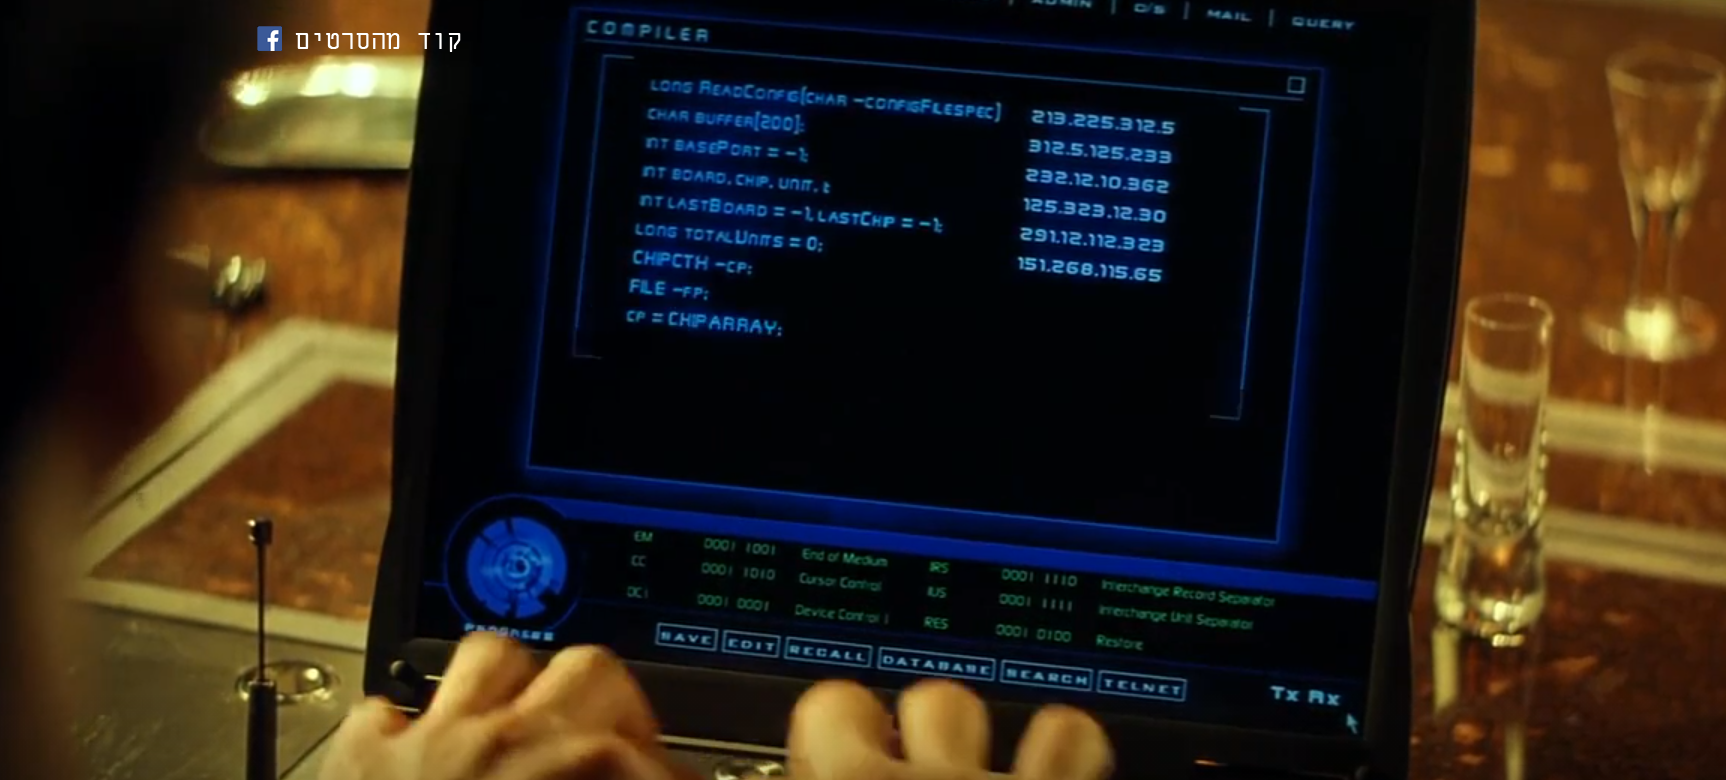 קוד מהסרטים
ADMIN | C/S | MAIL | QUERY
COMPILER
LONG READCONFIG[CHAR -CONFIGFILESPEC]
CHAR BUFFER[200];
INT BASEPORT = -1;
INT BOARD, CHIP, UNIT, I;
INT LASTBOARD = -1, LASTCHIP = -1;
LONG TOTALUNITS = 0;
CHIPCTH -CP;
FILE -FP;
CP = CHIPARRAY;
213.225.312.5
312.5.125.233
232.12.10.362
125.323.12.30
291.12.112.323
151.268.115.65
EM 0001 1001 End of Medium IRS 0001 1110 Interchange Record Separator
CC 0001 1010 Cursor Control IUS 0001 1111 Interchange Unit Separator
DC1 0001 0001 Device Control 1 RES 0001 0100 Restore
PROGRESS
SAVE EDIT RECALL DATABASE SEARCH TELNET
Tx Rx